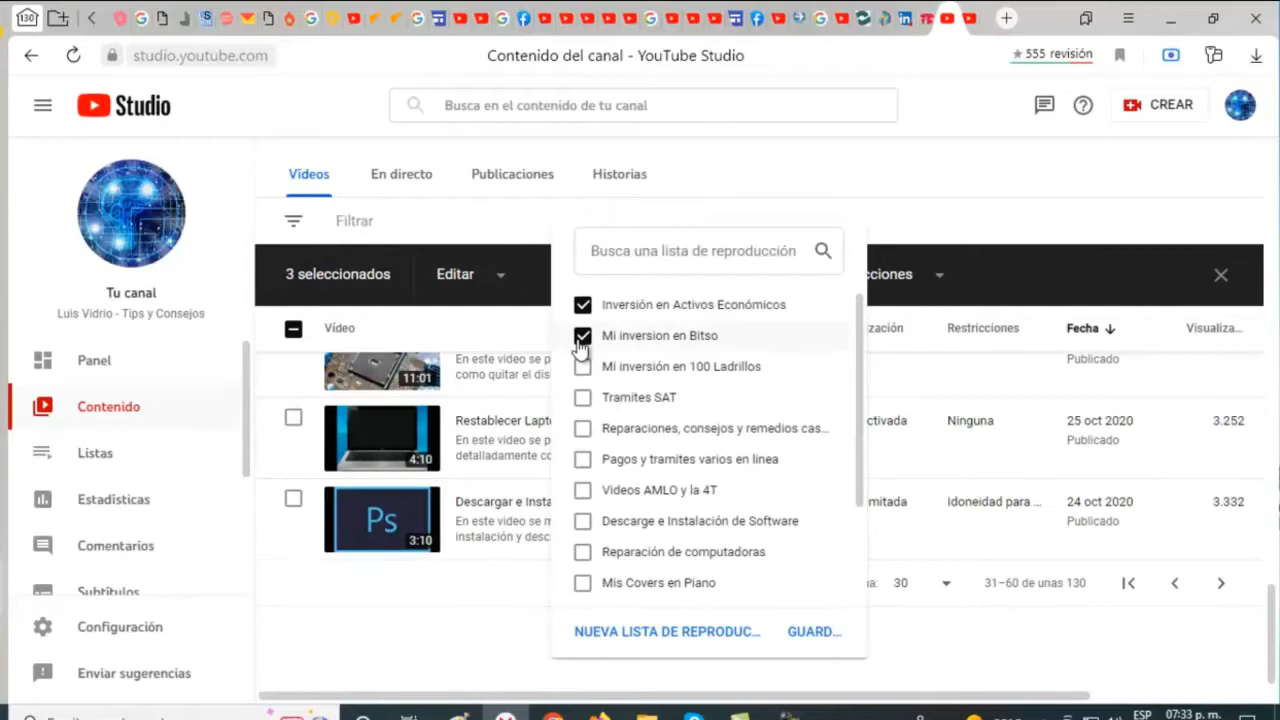 130
studio.youtube.com
Contenido del canal - YouTube Studio
★ 555 revisión
Studio
Busca en el contenido de tu canal
CREAR
Tu canal
Luis Vidrio - Tips y Consejos
Panel
Contenido
Listas
Estadísticas
Comentarios
Subtítulos
Configuración
Enviar sugerencias
Vídeos
En directo
Publicaciones
Historias
Filtrar
3 seleccionados
Editar
cciones
Busca una lista de reproducción
Inversión en Activos Económicos
Mi inversion en Bitso
Mi inversión en 100 Ladrillos
Tramites SAT
Reparaciones, consejos y remedios cas...
Pagos y tramites varios en linea
Videos AMLO y la 4T
Descarge e Instalación de Software
Reparación de computadoras
Mis Covers en Piano
NUEVA LISTA DE REPRODUC...
GUARD...
Vídeo
zación
Restricciones
Fecha
Visualiza...
11:01
En este video se p
como quitar el dis
Publicado
4:10
Restablecer Lapto
En este video se p
detalladamente co
ctivada
Ninguna
25 oct 2020
Publicado
3.252
Ps
3:10
Descargar e Insta
En este video se m
instalación y desc
mitada
Idoneidad para ...
24 oct 2020
Publicado
3.332
na:
30
31–60 de unas 130
ESP
07:33 p. m.